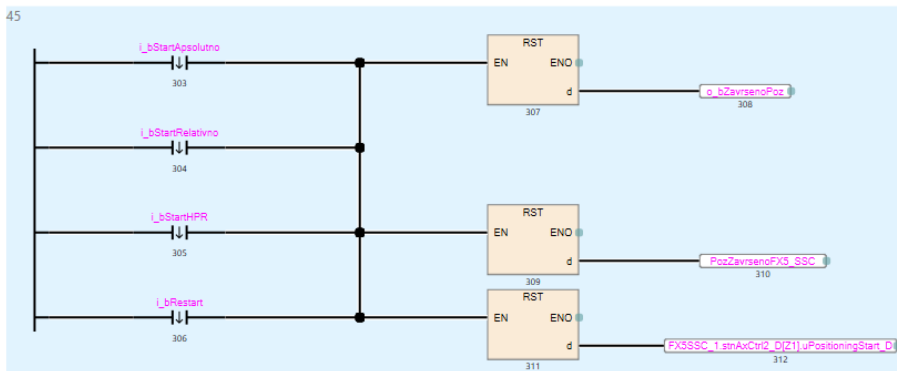 45
i_bStartApsolutno
303
RST
EN ENO
d
o_bZavrsenoPoz
307
308
i_bStartRelativno
304
i_bStartHPR
305
RST
EN ENO
d
PozZavrsenoFX5_SSC
309
310
i_bRestart
306
RST
EN ENO
d
FX5SSC_1.stnAxCtrl2_D[Z1].uPositioningStart_D
311
312